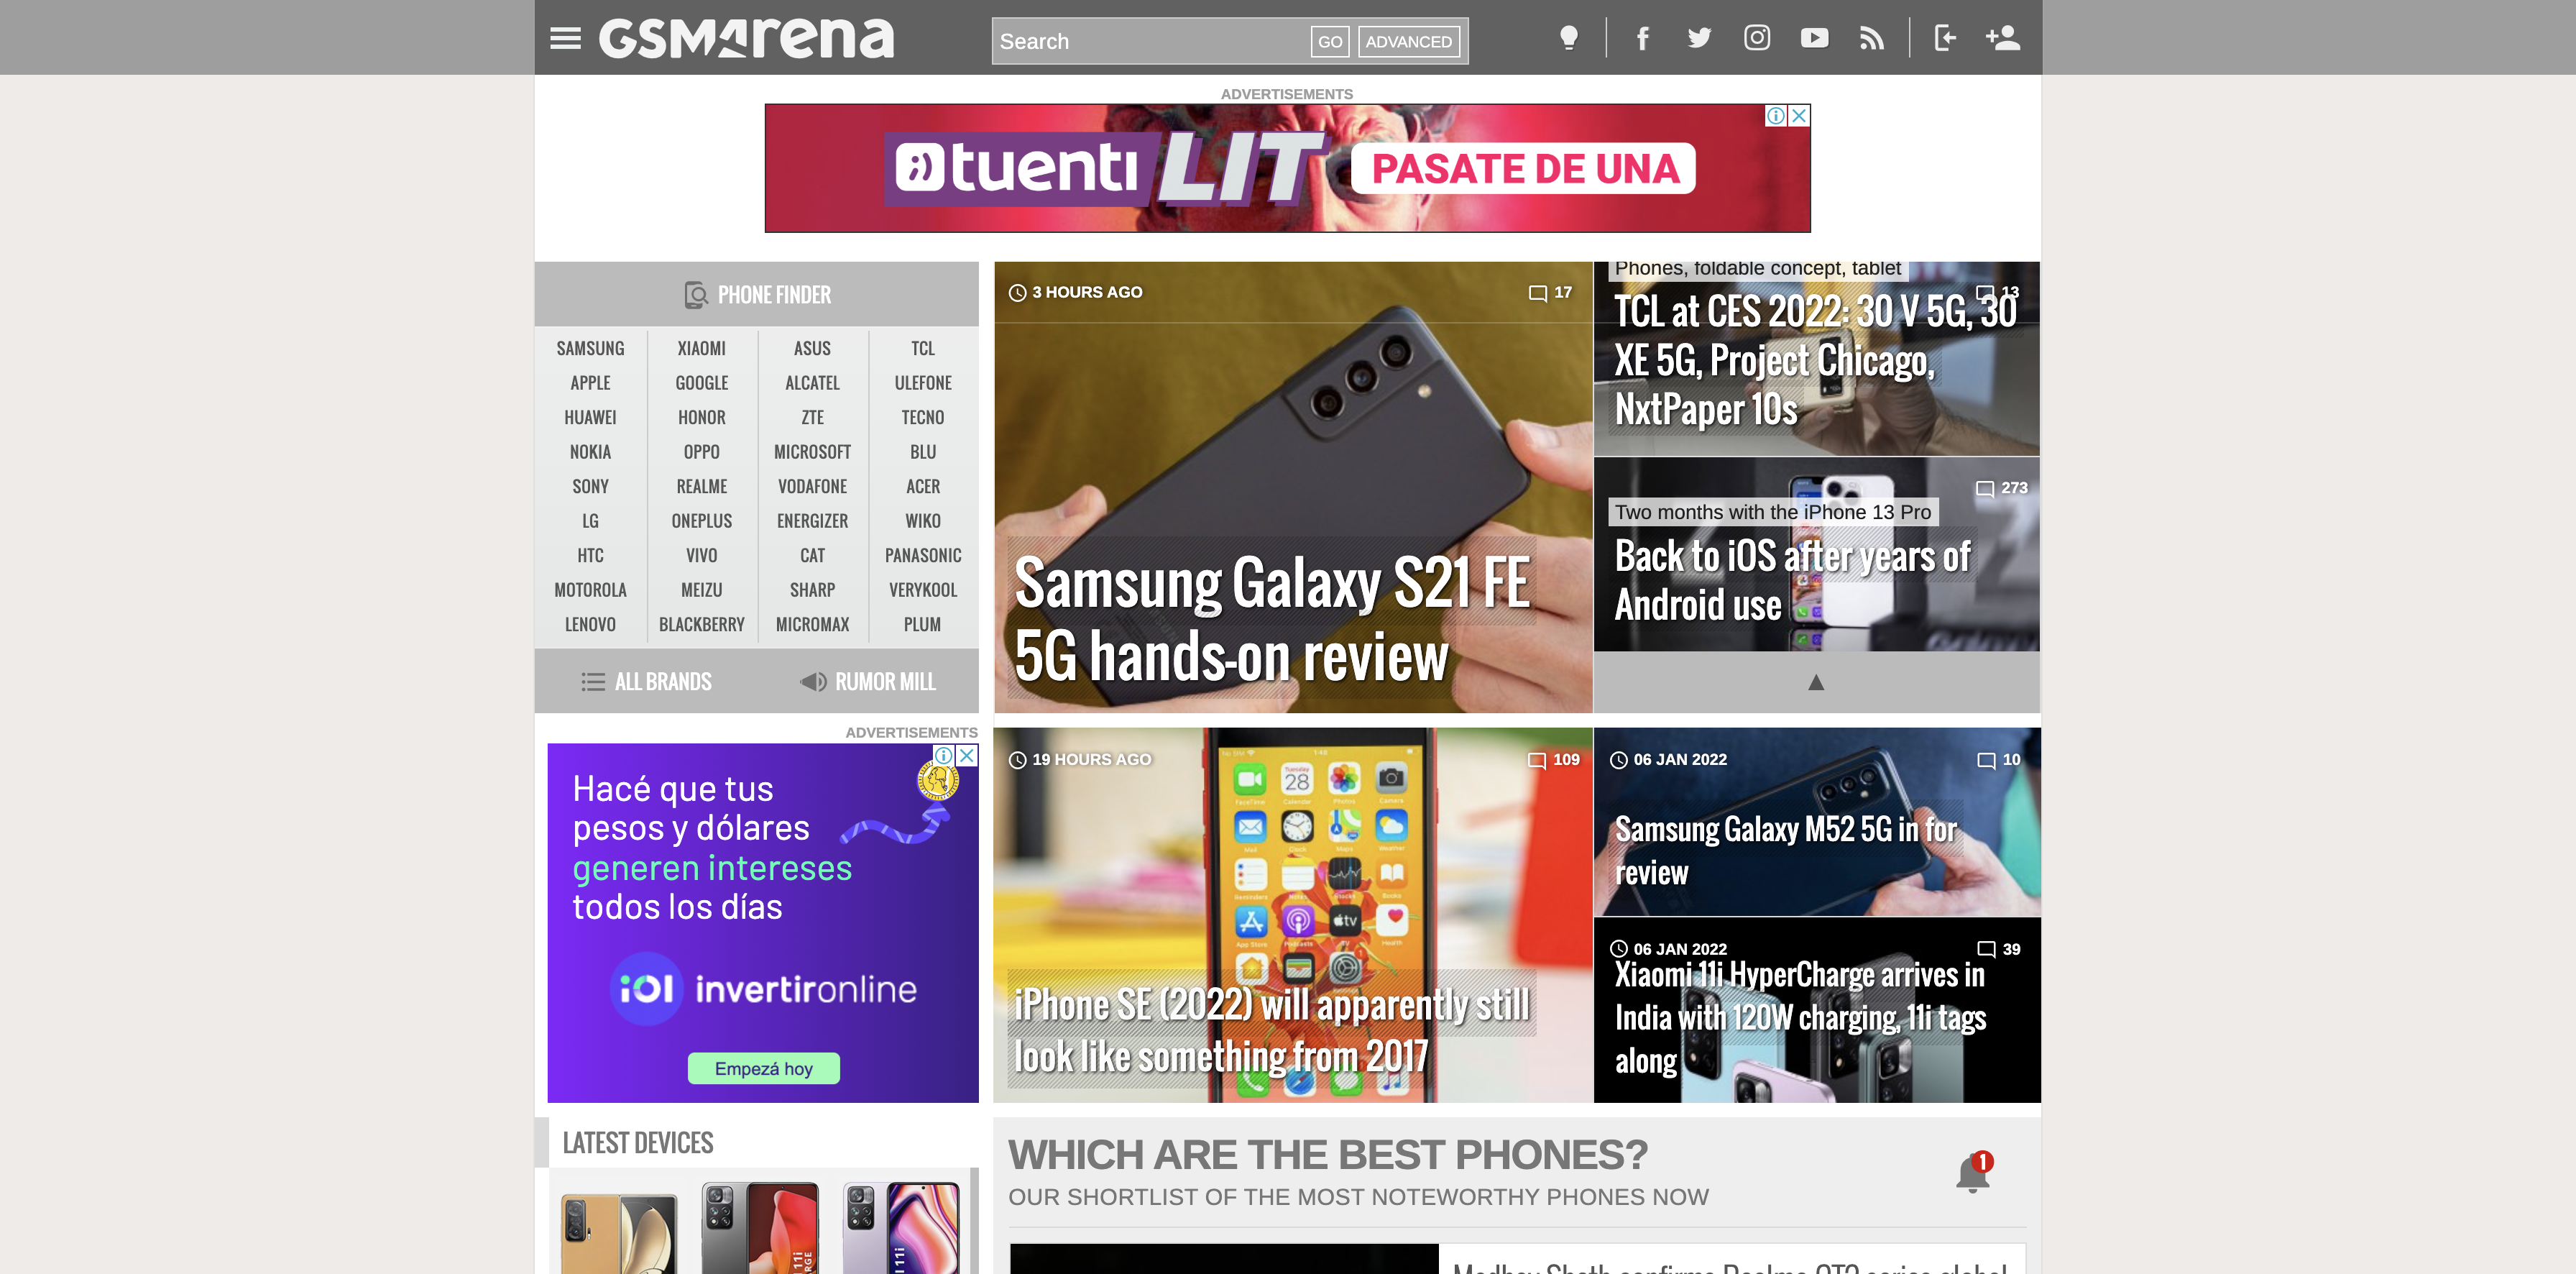 GSMArena
Search
GO
ADVANCED
ADVERTISEMENTS
tuenti LIT
PASATE DE UNA
PHONE FINDER
SAMSUNG XIAOMI ASUS TCL
APPLE GOOGLE ALCATEL ULEFONE
HUAWEI HONOR ZTE TECNO
NOKIA OPPO MICROSOFT BLU
SONY REALME VODAFONE ACER
LG ONEPLUS ENERGIZER WIKO
HTC VIVO CAT PANASONIC
MOTOROLA MEIZU SHARP VERYKOOL
LENOVO BLACKBERRY MICROMAX PLUM
ALL BRANDS
RUMOR MILL
3 HOURS AGO
17
Samsung Galaxy S21 FE
5G hands-on review
Phones, foldable concept, tablet
13
TCL at CES 2022: 30 V 5G, 30
XE 5G, Project Chicago,
NxtPaper 10s
273
Two months with the iPhone 13 Pro
Back to iOS after years of
Android use
▲
ADVERTISEMENTS
Hacé que tus
pesos y dólares
generen intereses
todos los días
iol invertironline
Empezá hoy
19 HOURS AGO
109
iPhone SE (2022) will apparently still
look like something from 2017
06 JAN 2022
10
Samsung Galaxy M52 5G in for
review
06 JAN 2022
39
Xiaomi 11i HyperCharge arrives in
India with 120W charging, 11i tags
along
LATEST DEVICES
WHICH ARE THE BEST PHONES?
OUR SHORTLIST OF THE MOST NOTEWORTHY PHONES NOW
1